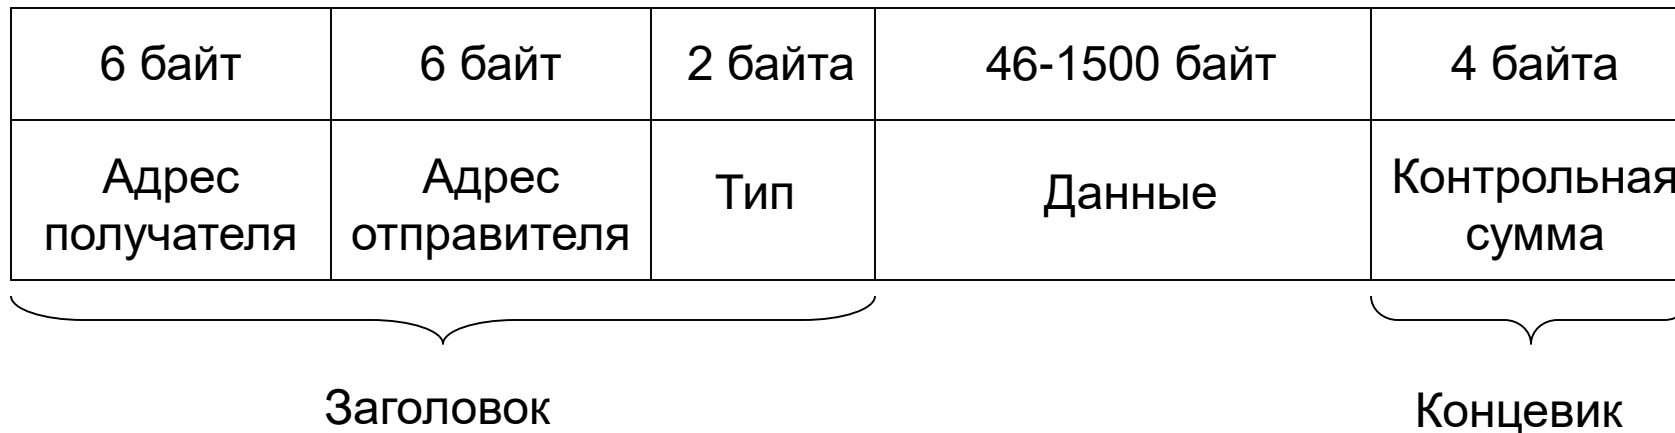 6 байт 6 байт 2 байта 46-1500 байт 4 байта
Адрес Адрес Тип Данные Контрольная
получателя отправителя сумма
Заголовок Концевик